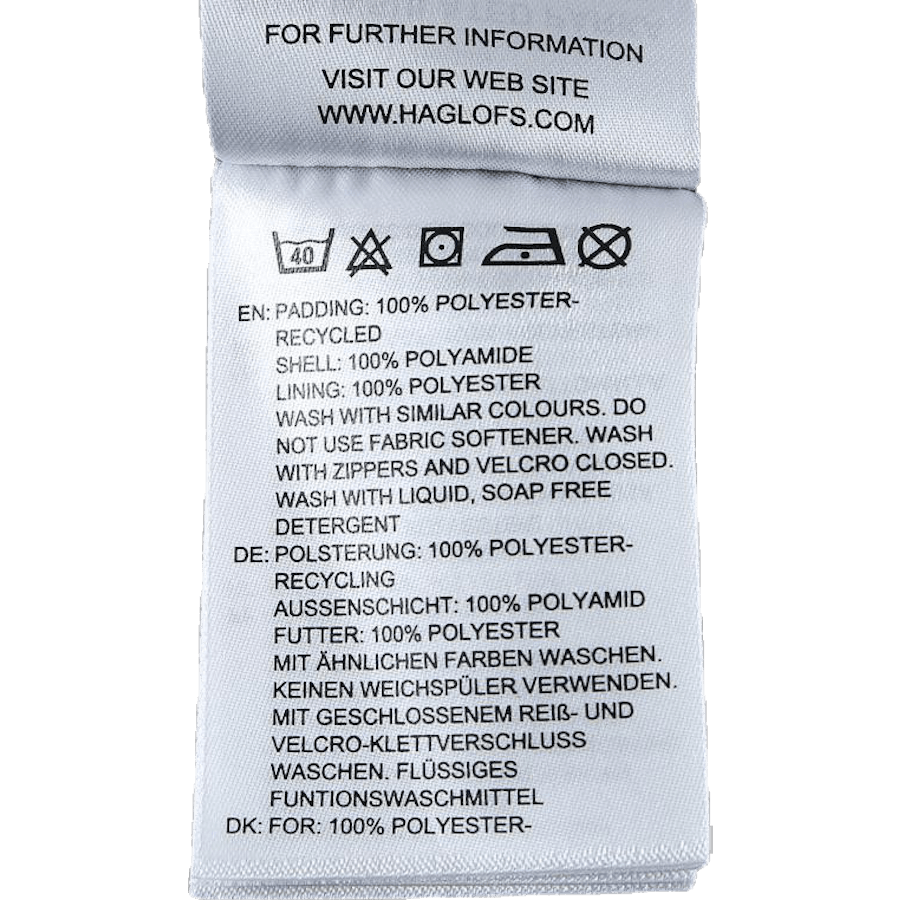 FOR FURTHER INFORMATION
VISIT OUR WEB SITE
WWW.HAGLOFS.COM
40
EN: PADDING: 100% POLYESTER-
RECYCLED
SHELL: 100% POLYAMIDE
LINING: 100% POLYESTER
WASH WITH SIMILAR COLOURS. DO
NOT USE FABRIC SOFTENER. WASH
WITH ZIPPERS AND VELCRO CLOSED.
WASH WITH LIQUID, SOAP FREE
DETERGENT
DE: POLSTERUNG: 100% POLYESTER-
RECYCLING
AUSSENSCHICHT: 100% POLYAMID
FUTTER: 100% POLYESTER
MIT ÄHNLICHEN FARBEN WASCHEN.
KEINEN WEICHSPÜLER VERWENDEN.
MIT GESCHLOSSENEM REIß- UND
VELCRO-KLETTVERSCHLUSS
WASCHEN. FLÜSSIGES
FUNTIONSWASCHMITTEL
DK: FOR: 100% POLYESTER-